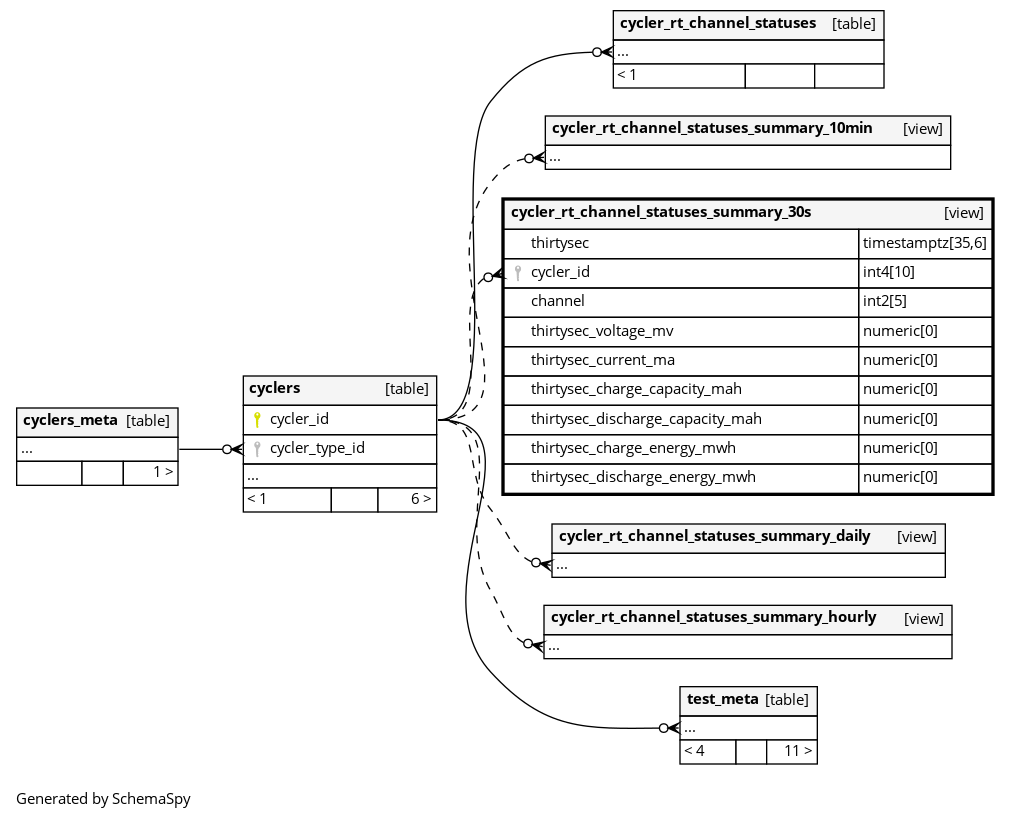 cycler_rt_channel_statuses [table]
...
< 1
cycler_rt_channel_statuses_summary_10min [view]
...
cycler_rt_channel_statuses_summary_30s [view]
thirtysec timestamptz[35,6]
cycler_id int4[10]
channel int2[5]
thirtysec_voltage_mv numeric[0]
thirtysec_current_ma numeric[0]
thirtysec_charge_capacity_mah numeric[0]
thirtysec_discharge_capacity_mah numeric[0]
thirtysec_charge_energy_mwh numeric[0]
thirtysec_discharge_energy_mwh numeric[0]
cyclers [table]
cycler_id
cycler_type_id
...
< 1 6 >
cyclers_meta [table]
...
1 >
cycler_rt_channel_statuses_summary_daily [view]
...
cycler_rt_channel_statuses_summary_hourly [view]
...
test_meta [table]
...
< 4 11 >
Generated by SchemaSpy